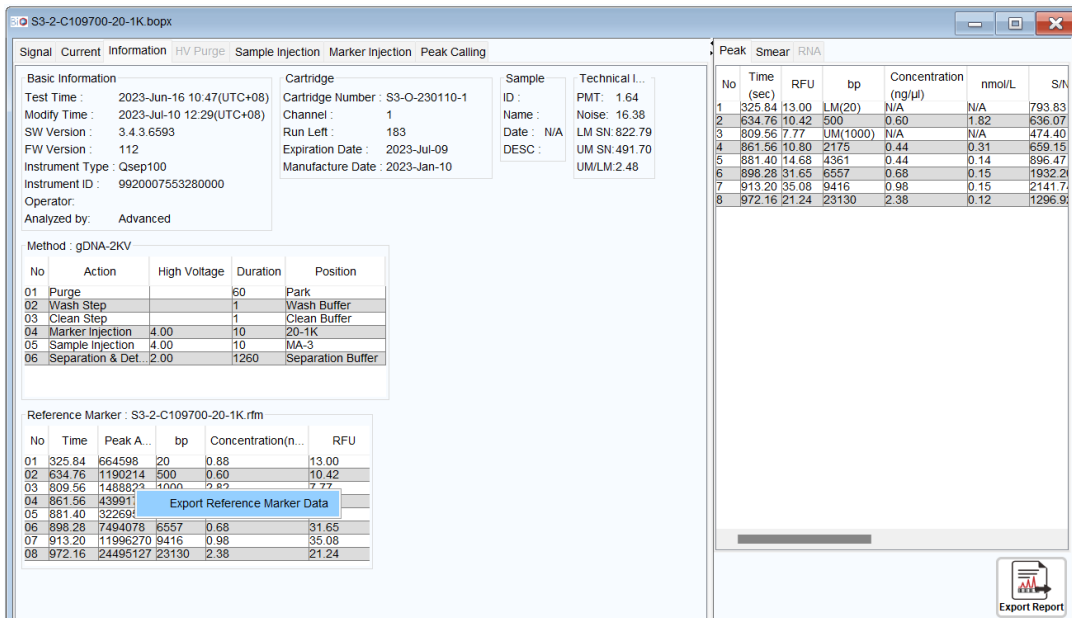 BiO S3-2-C109700-20-1K.bopx
Signal Current Information HV Purge Sample Injection Marker Injection Peak Calling
Basic Information
Test Time : 2023-Jun-16 10:47(UTC+08)
Modify Time : 2023-Jul-10 12:29(UTC+08)
SW Version : 3.4.3.6593
FW Version : 112
Instrument Type : Qsep100
Instrument ID : 9920007553280000
Operator:
Analyzed by: Advanced
Cartridge
Cartridge Number : S3-O-230110-1
Channel : 1
Run Left : 183
Expiration Date : 2023-Jul-09
Manufacture Date : 2023-Jan-10
Sample
ID :
Name :
Date : N/A
DESC :
Technical I...
PMT: 1.64
Noise: 16.38
LM SN: 822.79
UM SN: 491.70
UM/LM: 2.48
Method : gDNA-2KV
No Action High Voltage Duration Position
01 Purge 60 Park
02 Wash Step 1 Wash Buffer
03 Clean Step 1 Clean Buffer
04 Marker Injection 4.00 10 20-1K
05 Sample Injection 4.00 10 MA-3
06 Separation & Det... 2.00 1260 Separation Buffer
Reference Marker : S3-2-C109700-20-1K.rfm
No Time Peak A... bp Concentration(n... RFU
01 325.84 664598 20 0.88 13.00
02 634.76 1190214 500 0.60 10.42
03 809.56 1488823 1000 2.82 7.77
04 861.56
05 881.40
Export Reference Marker Data
06 898.28 7494078 6557 0.68 31.65
07 913.20 11996270 9416 0.98 35.08
08 972.16 24495127 23130 2.38 21.24
Peak Smear RNA
No Time (sec) RFU bp Concentration (ng/µl) nmol/L S/N
1 325.84 13.00 LM(20) N/A N/A 793.83
2 634.76 10.42 500 0.60 1.82 636.07
3 809.56 7.77 UM(1000) N/A N/A 474.40
4 861.56 10.80 2175 0.44 0.31 659.15
5 881.40 14.68 4361 0.44 0.14 896.47
6 898.28 31.65 6557 0.68 0.15 1932.20
7 913.20 35.08 9416 0.98 0.15 2141.7
8 972.16 21.24 23130 2.38 0.12 1296.92
Export Report